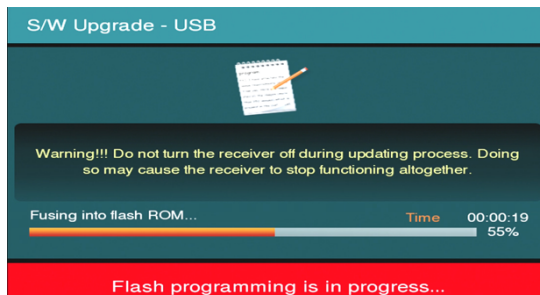 S/W Upgrade - USB
program
Warning!!! Do not turn the receiver off during updating process. Doing
so may cause the receiver to stop functioning altogether.
Fusing into flash ROM...
Time 00:00:19
55%
Flash programming is in progress...